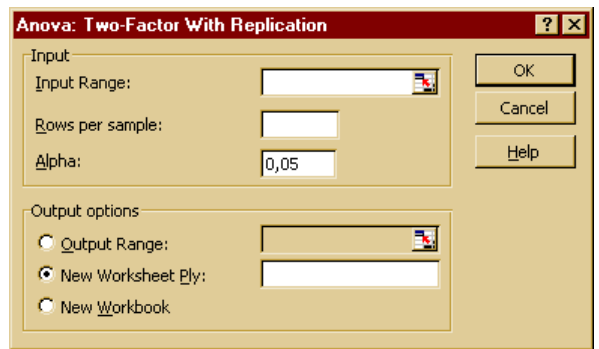 Anova: Two-Factor With Replication
Input
Input Range:
Rows per sample:
Alpha: 0,05
OK
Cancel
Help
Output options
Output Range:
New Worksheet Ply:
New Workbook